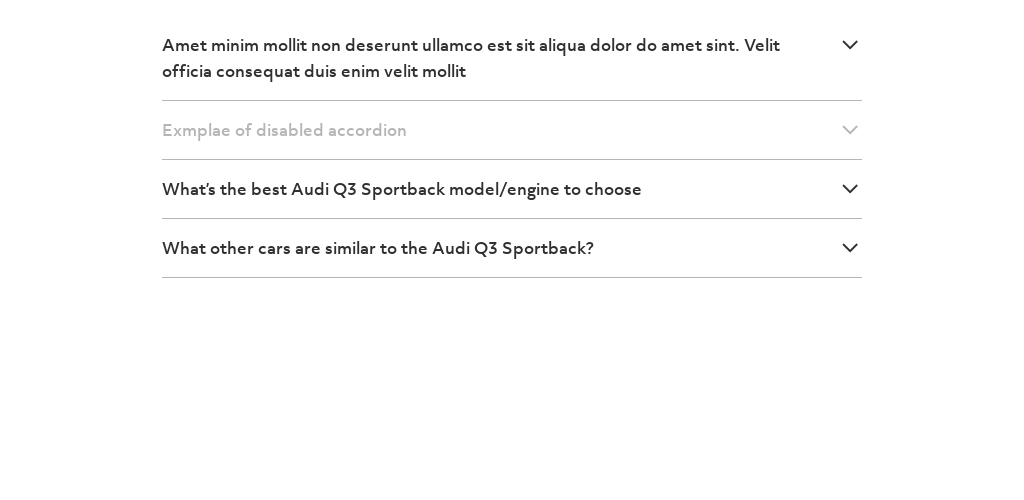 Amet minim mollit non deserunt ullamco est sit aliqua dolor do amet sint. Velit
officia consequat duis enim velit mollit
Exmplae of disabled accordion
What's the best Audi Q3 Sportback model/engine to choose
What other cars are similar to the Audi Q3 Sportback?